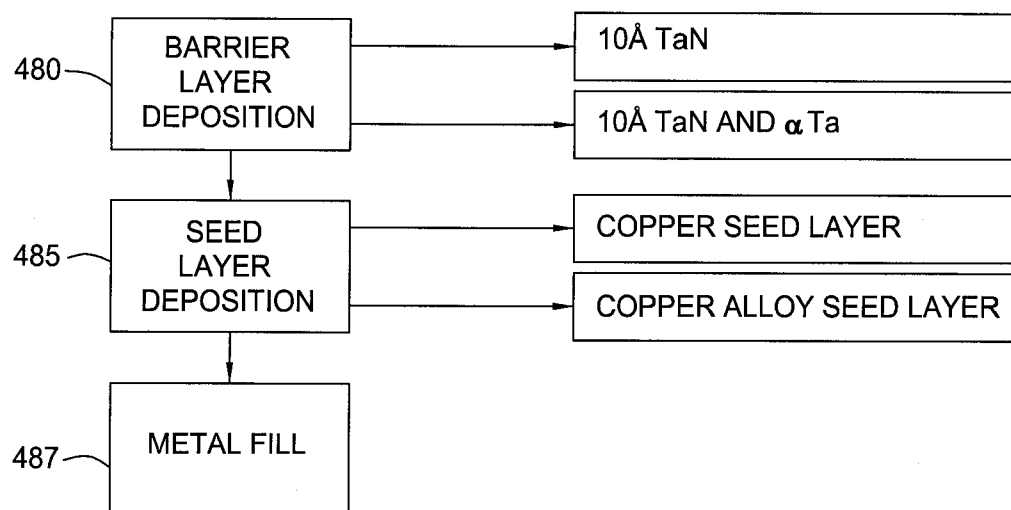 480
BARRIER
LAYER
DEPOSITION
10Å TaN
10Å TaN AND α Ta
485
SEED
LAYER
DEPOSITION
COPPER SEED LAYER
COPPER ALLOY SEED LAYER
487
METAL FILL